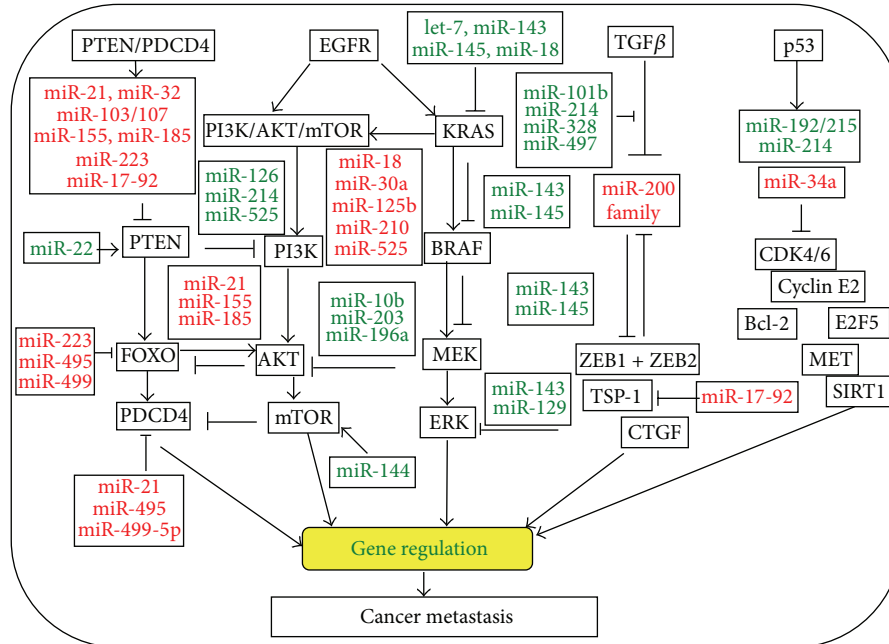 PTEN/PDCD4
EGFR
let-7, miR-143
miR-145, miR-18
TGFβ
p53
miR-21, miR-32
miR-103/107
miR-155, miR-185
miR-223
miR-17-92
PI3K/AKT/mTOR
KRAS
miR-101b
miR-214
miR-328
miR-497
miR-192/215
miR-214
miR-34a
miR-126
miR-214
miR-525
miR-18
miR-30a
miR-125b
miR-210
miR-525
miR-143
miR-145
miR-200
family
miR-22
PTEN
PI3K
BRAF
CDK4/6
Cyclin E2
Bcl-2
E2F5
MET
SIRT1
miR-21
miR-155
miR-185
miR-10b
miR-203
miR-196a
miR-143
miR-145
miR-223
miR-495
miR-499
FOXO
AKT
MEK
ZEB1 + ZEB2
TSP-1
miR-17-92
CTGF
PDCD4
mTOR
ERK
miR-143
miR-129
miR-144
miR-21
miR-495
miR-499-5p
Gene regulation
Cancer metastasis